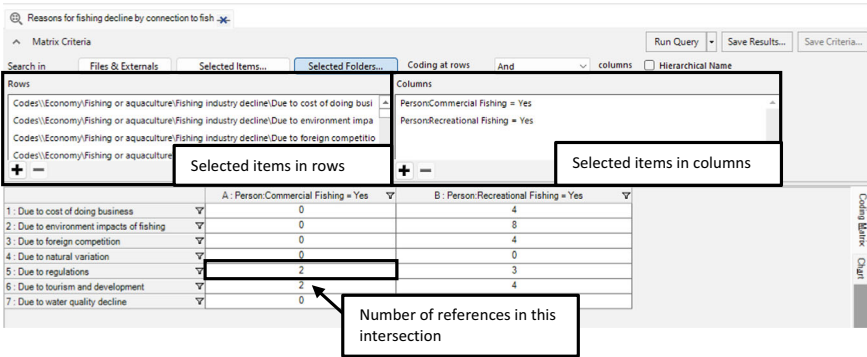 Reasons for fishing decline by connection to fish
Matrix Criteria
Run Query
Save Results...
Save Criteria...
Search in
Files & Externals
Selected Items...
Selected Folders...
Coding at rows
And
columns
Hierarchical Name
Rows
Codes\\Economy\Fishing or aquaculture\Fishing industry decline\Due to cost of doing busi
Codes\\Economy\Fishing or aquaculture\Fishing industry decline\Due to environment impa
Codes\\Economy\Fishing or aquaculture\Fishing industry decline\Due to foreign competitio
Codes\\Economy\Fishing or aquaculture
Selected items in rows
Columns
Person:Commercial Fishing = Yes
Person:Recreational Fishing = Yes
Selected items in columns
A : Person:Commercial Fishing = Yes B : Person:Recreational Fishing = Yes
1 : Due to cost of doing business 0 4
2 : Due to environment impacts of fishing 0 8
3 : Due to foreign competition 0 4
4 : Due to natural variation 0 0
5 : Due to regulations 2 3
6 : Due to tourism and development 2 4
7 : Due to water quality decline 0
Number of references in this
intersection
Coding Matrix
Chart